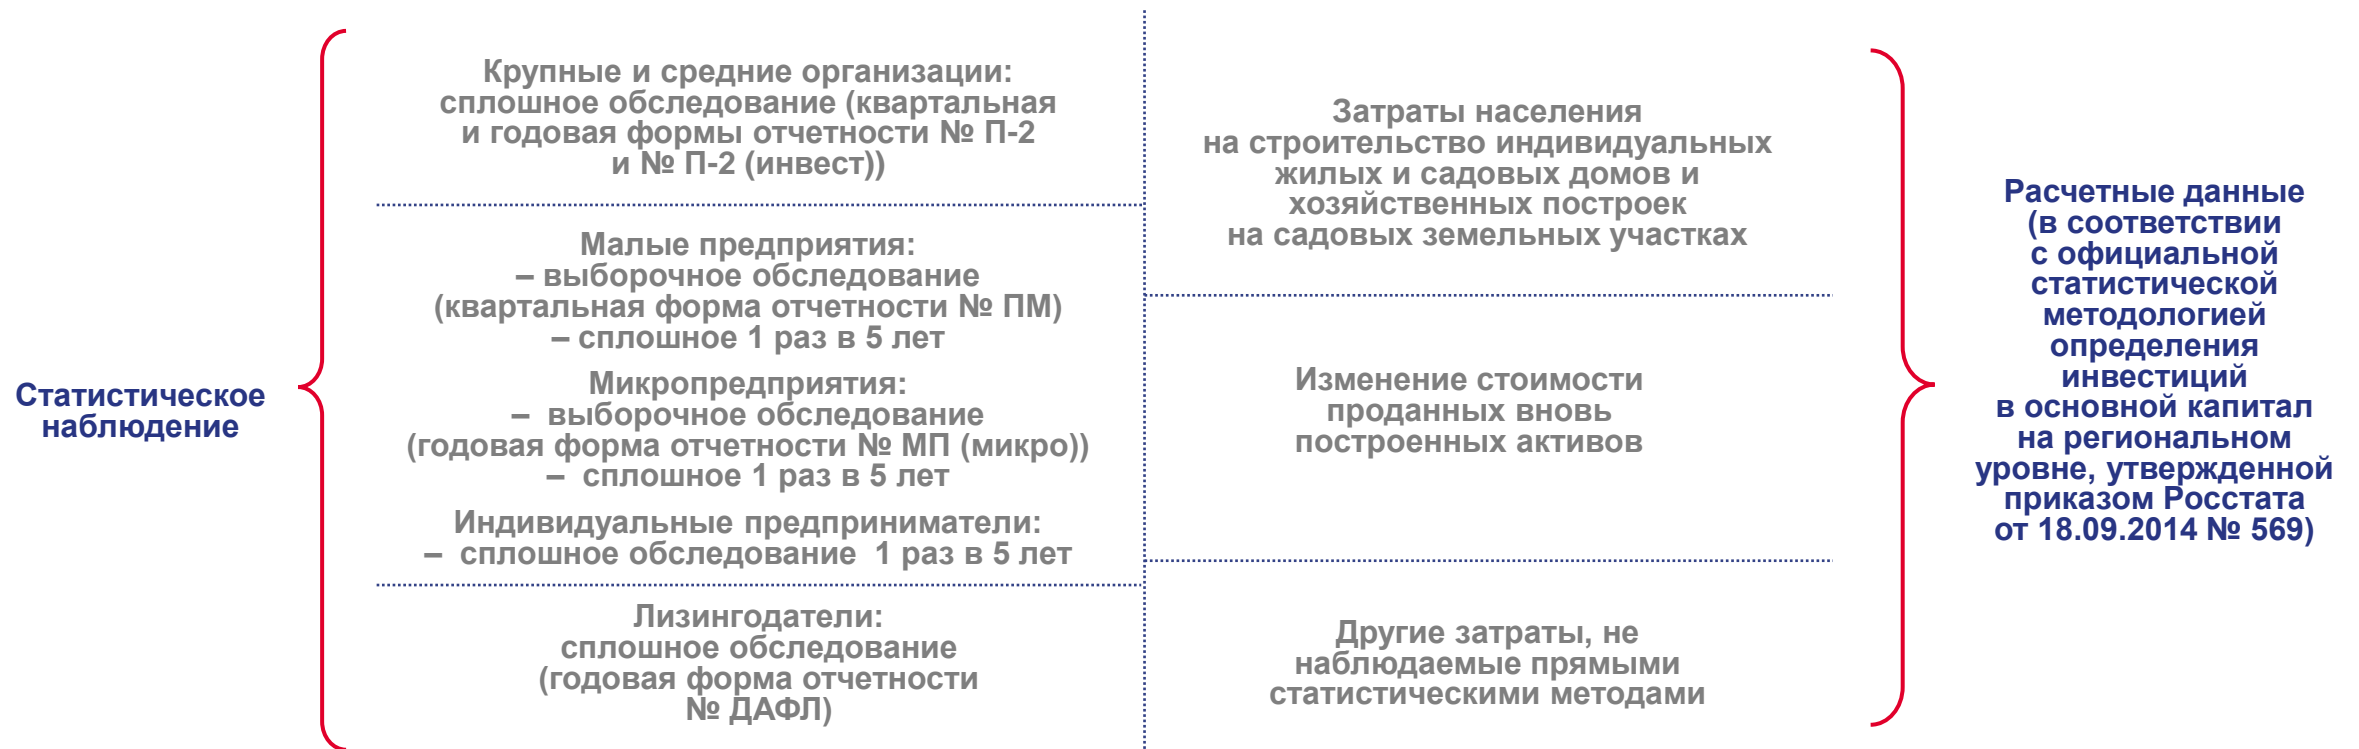 Статистическое
наблюдение
Крупные и средние организации:
сплошное обследование (квартальная
и годовая формы отчетности № П-2
и № П-2 (инвест))
Малые предприятия:
– выборочное обследование
(квартальная форма отчетности № ПМ)
– сплошное 1 раз в 5 лет
Микропредприятия:
– выборочное обследование
(годовая форма отчетности № МП (микро))
– сплошное 1 раз в 5 лет
Индивидуальные предприниматели:
– сплошное обследование 1 раз в 5 лет
Лизингодатели:
сплошное обследование
(годовая форма отчетности
№ ДАФЛ)
Затраты населения
на строительство индивидуальных
жилых и садовых домов и
хозяйственных построек
на садовых земельных участках
Изменение стоимости
проданных вновь
построенных активов
Другие затраты, не
наблюдаемые прямыми
статистическими методами
Расчетные данные
(в соответствии
с официальной
статистической
методологией
определения
инвестиций
в основной капитал
на региональном
уровне, утвержденной
приказом Росстата
от 18.09.2014 № 569)